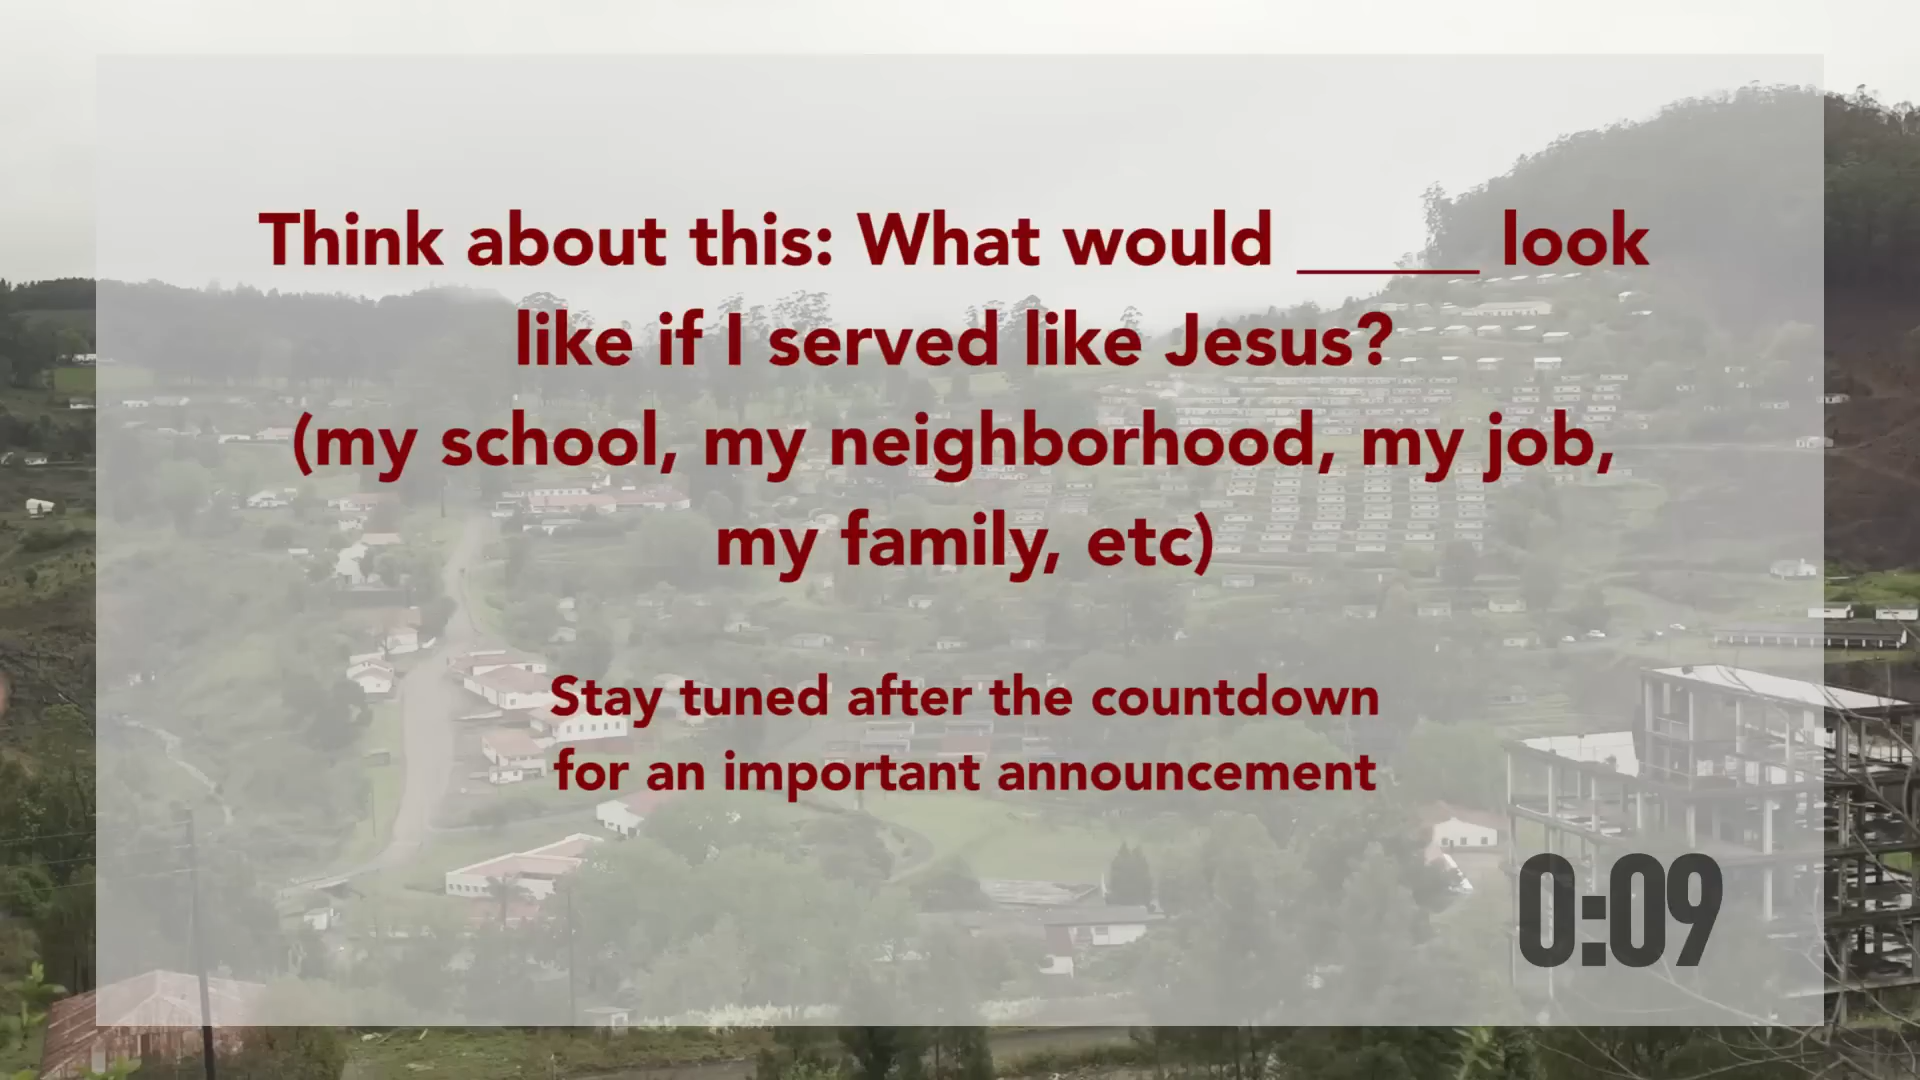 Think about this: What would _____ look
like if I served like Jesus?
(my school, my neighborhood, my job,
my family, etc)
Stay tuned after the countdown
for an important announcement
0:09